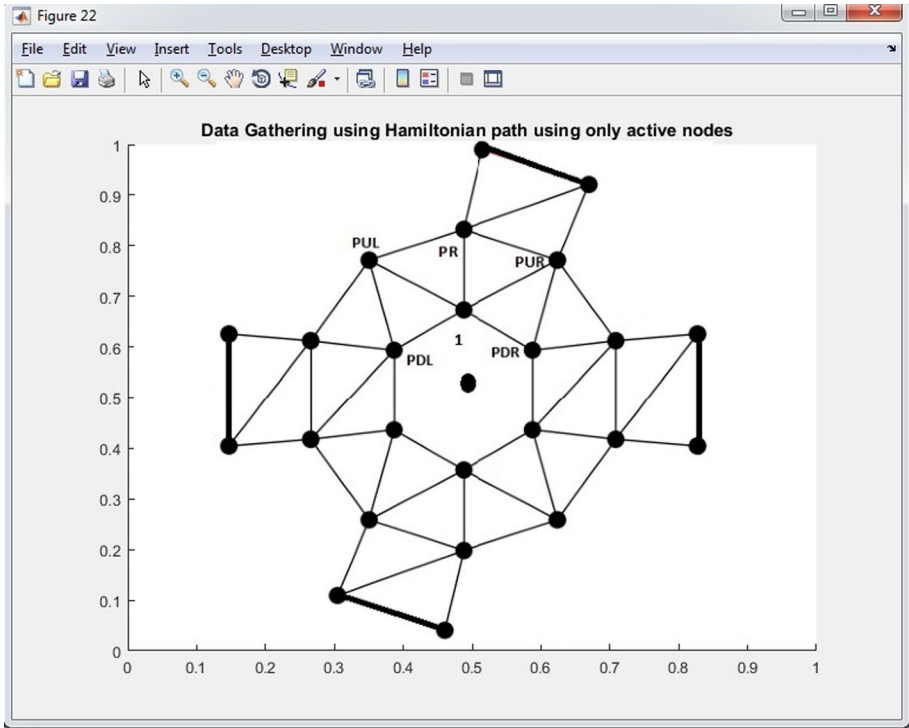 Figure 22
File Edit View Insert Tools Desktop Window Help
Data Gathering using Hamiltonian path using only active nodes
1
0.9
0.8
0.7
0.6
0.5
0.4
0.3
0.2
0.1
0
PUL
PR
PUR
1
PDR
PDL
0 0.1 0.2 0.3 0.4 0.5 0.6 0.7 0.8 0.9 1